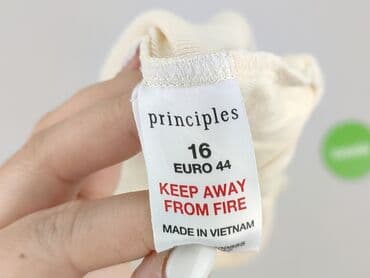 principles
16
EURO 44
KEEP AWAY
FROM FIRE
MADE IN VIETNAM